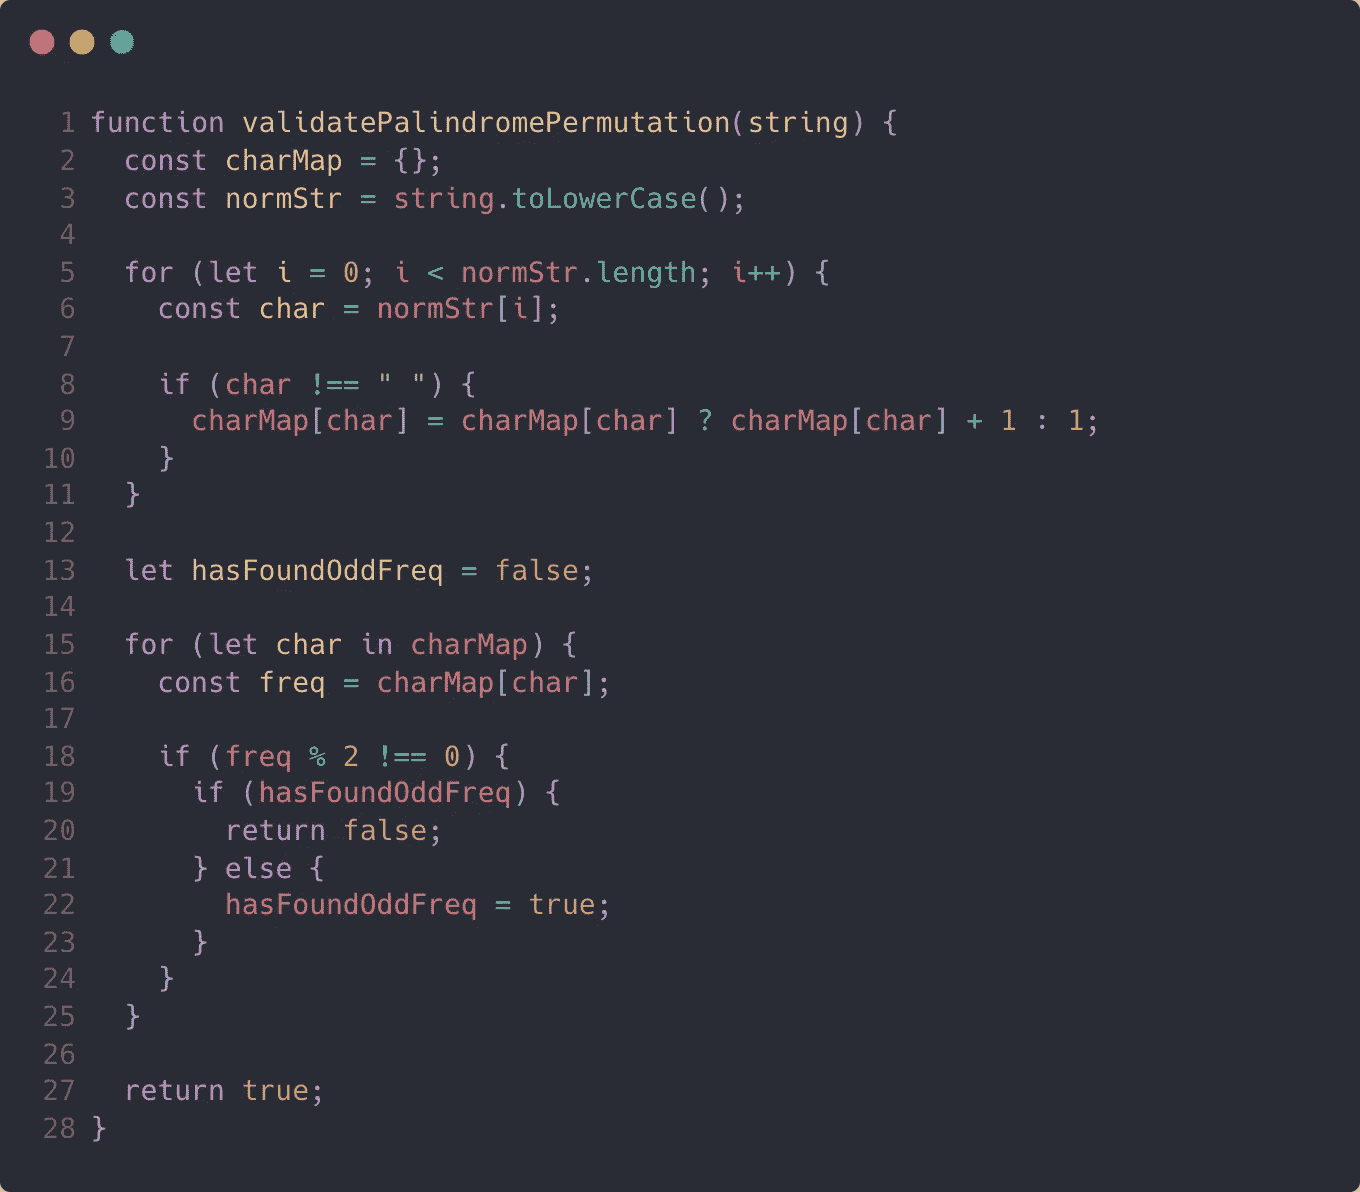 1 function validatePalindromePermutation(string) {
2   const charMap = {};
3   const normStr = string.toLowerCase();
4
5   for (let i = 0; i < normStr.length; i++) {
6     const char = normStr[i];
7
8     if (char !== " ") {
9       charMap[char] = charMap[char] ? charMap[char] + 1 : 1;
10     }
11   }
12
13   let hasFoundOddFreq = false;
14
15   for (let char in charMap) {
16     const freq = charMap[char];
17
18     if (freq % 2 !== 0) {
19       if (hasFoundOddFreq) {
20         return false;
21       } else {
22         hasFoundOddFreq = true;
23       }
24     }
25   }
26
27   return true;
28 }